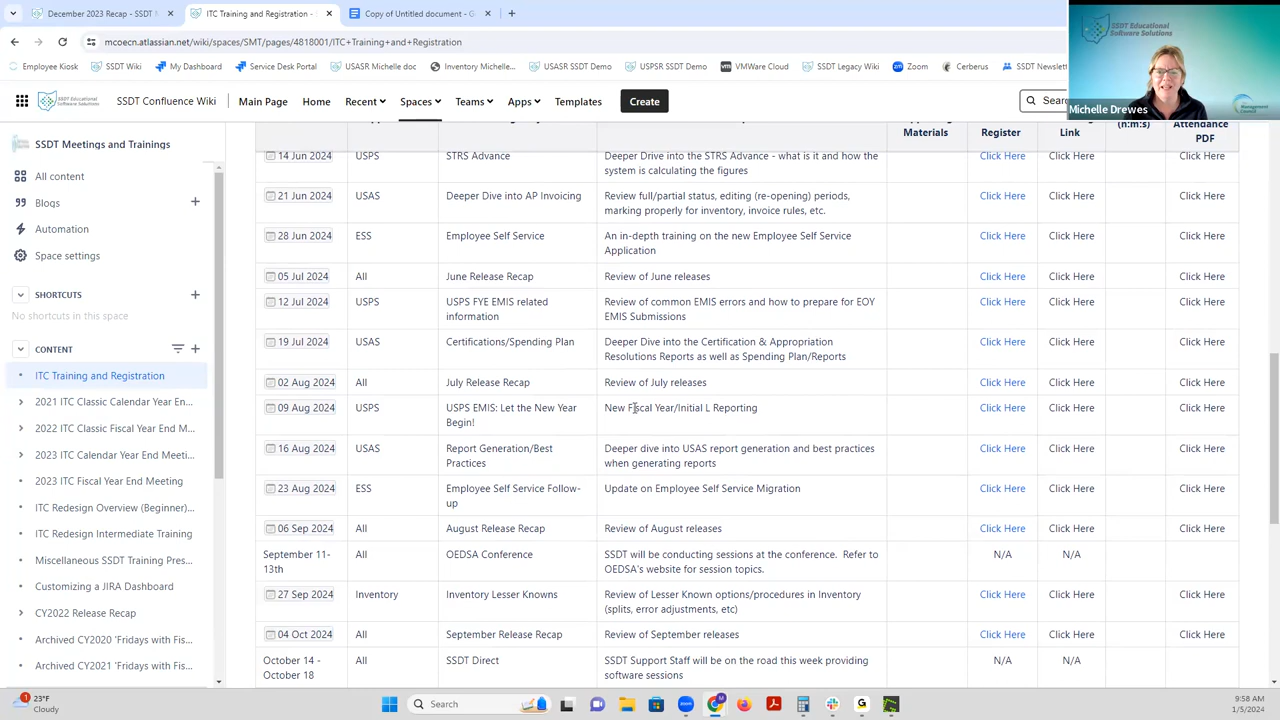 December 2023 Recap - SSDT M
ITC Training and Registration -
Copy of Untitled document - G
mcoecn.atlassian.net/wiki/spaces/SMT/pages/4818001/ITC+Training+and+Registration
Employee Kiosk
SSDT Wiki
My Dashboard
Service Desk Portal
USASR Michelle doc
Inventory Michelle...
USASR SSDT Demo
USPSR SSDT Demo
VMWare Cloud
SSDT Legacy Wiki
Zoom
Cerberus
SSDT Newslett
SSDT Educational
Software Solutions
Management
Council
Michelle Drewes
SSDT Confluence Wiki
Main Page
Home
Recent
Spaces
Teams
Apps
Templates
Create
Sear
SSDT Meetings and Trainings
All content
Blogs
Automation
Space settings
SHORTCUTS
No shortcuts in this space
CONTENT
ITC Training and Registration
2021 ITC Classic Calendar Year En...
2022 ITC Classic Fiscal Year End M...
2023 ITC Calendar Year End Meeti...
2023 ITC Fiscal Year End Meeting
ITC Redesign Overview (Beginner)...
ITC Redesign Intermediate Training
Miscellaneous SSDT Training Pres...
Customizing a JIRA Dashboard
CY2022 Release Recap
Archived CY2020 'Fridays with Fis...
Archived CY2021 'Fridays with Fis...
Materials
Register
Link
(h:m:s)
Attendance
PDF
14 Jun 2024 USPS STRS Advance Deeper Drive into the STRS Advance - what is it and how the Click Here Click Here Click Here
system is calculating the figures
21 Jun 2024 USAS Deeper Dive into AP Invoicing Review full/partial status, editing (re-opening) periods, Click Here Click Here Click Here
marking properly for inventory, invoice rules, etc.
28 Jun 2024 ESS Employee Self Service An in-depth training on the new Employee Self Service Click Here Click Here Click Here
Application
05 Jul 2024 All June Release Recap Review of June releases Click Here Click Here Click Here
12 Jul 2024 USPS USPS FYE EMIS related Review of common EMIS errors and how to prepare for EOY Click Here Click Here Click Here
information EMIS Submissions
19 Jul 2024 USAS Certifications/Spending Plan Deeper Dive into the Certification & Appropriation Click Here Click Here Click Here
Resolutions Reports as well as Spending Plan/Reports
02 Aug 2024 All July Release Recap Review of July releases Click Here Click Here Click Here
09 Aug 2024 USPS USPS EMIS: Let the New Year New Fiscal Year/Initial L Reporting Click Here Click Here Click Here
Begin!
16 Aug 2024 USAS Report Generation/Best Deeper dive into USAS report generation and best practices Click Here Click Here Click Here
Practices when generating reports
23 Aug 2024 ESS Employee Self Service Follow- Update on Employee Self Service Migration Click Here Click Here Click Here
up
06 Sep 2024 All August Release Recap Review of August releases Click Here Click Here Click Here
September 11- All OEDSA Conference SSDT will be conducting sessions at the conference. Refer to N/A N/A
13th OEDSA's website for session topics.
27 Sep 2024 Inventory Inventory Lesser Knowns Review of Lesser Known options/procedures in Inventory Click Here Click Here Click Here
(splits, error adjustments, etc)
04 Oct 2024 All September Release Recap Review of September releases Click Here Click Here Click Here
October 14 - All SSDT Direct SSDT Support Staff will be on the road this week providing N/A N/A
October 18 software sessions
1
23°F
Cloudy
Search
9:58 AM
1/5/2024